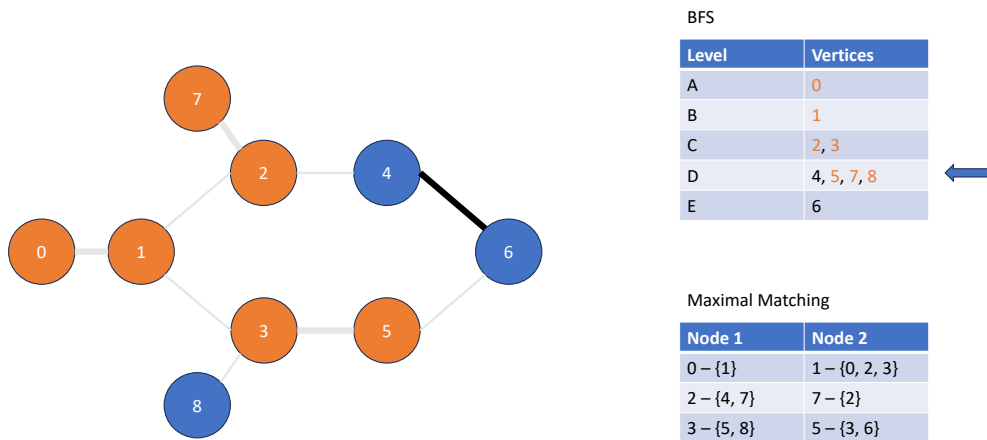 BFS
Level Vertices
A 0
B 1
C 2, 3
D 4, 5, 7, 8
E 6
7
2
4
0
1
6
3
5
8
Maximal Matching
Node 1 Node 2
0 – {1} 1 – {0, 2, 3}
2 – {4, 7} 7 – {2}
3 – {5, 8} 5 – {3, 6}